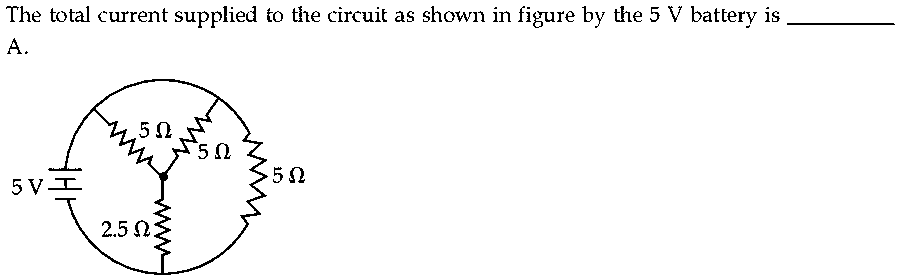 The total current supplied to the circuit as shown in figure by the 5 V battery is __________
A.
5 Ω
5 Ω
5 Ω
5 V
2.5 Ω